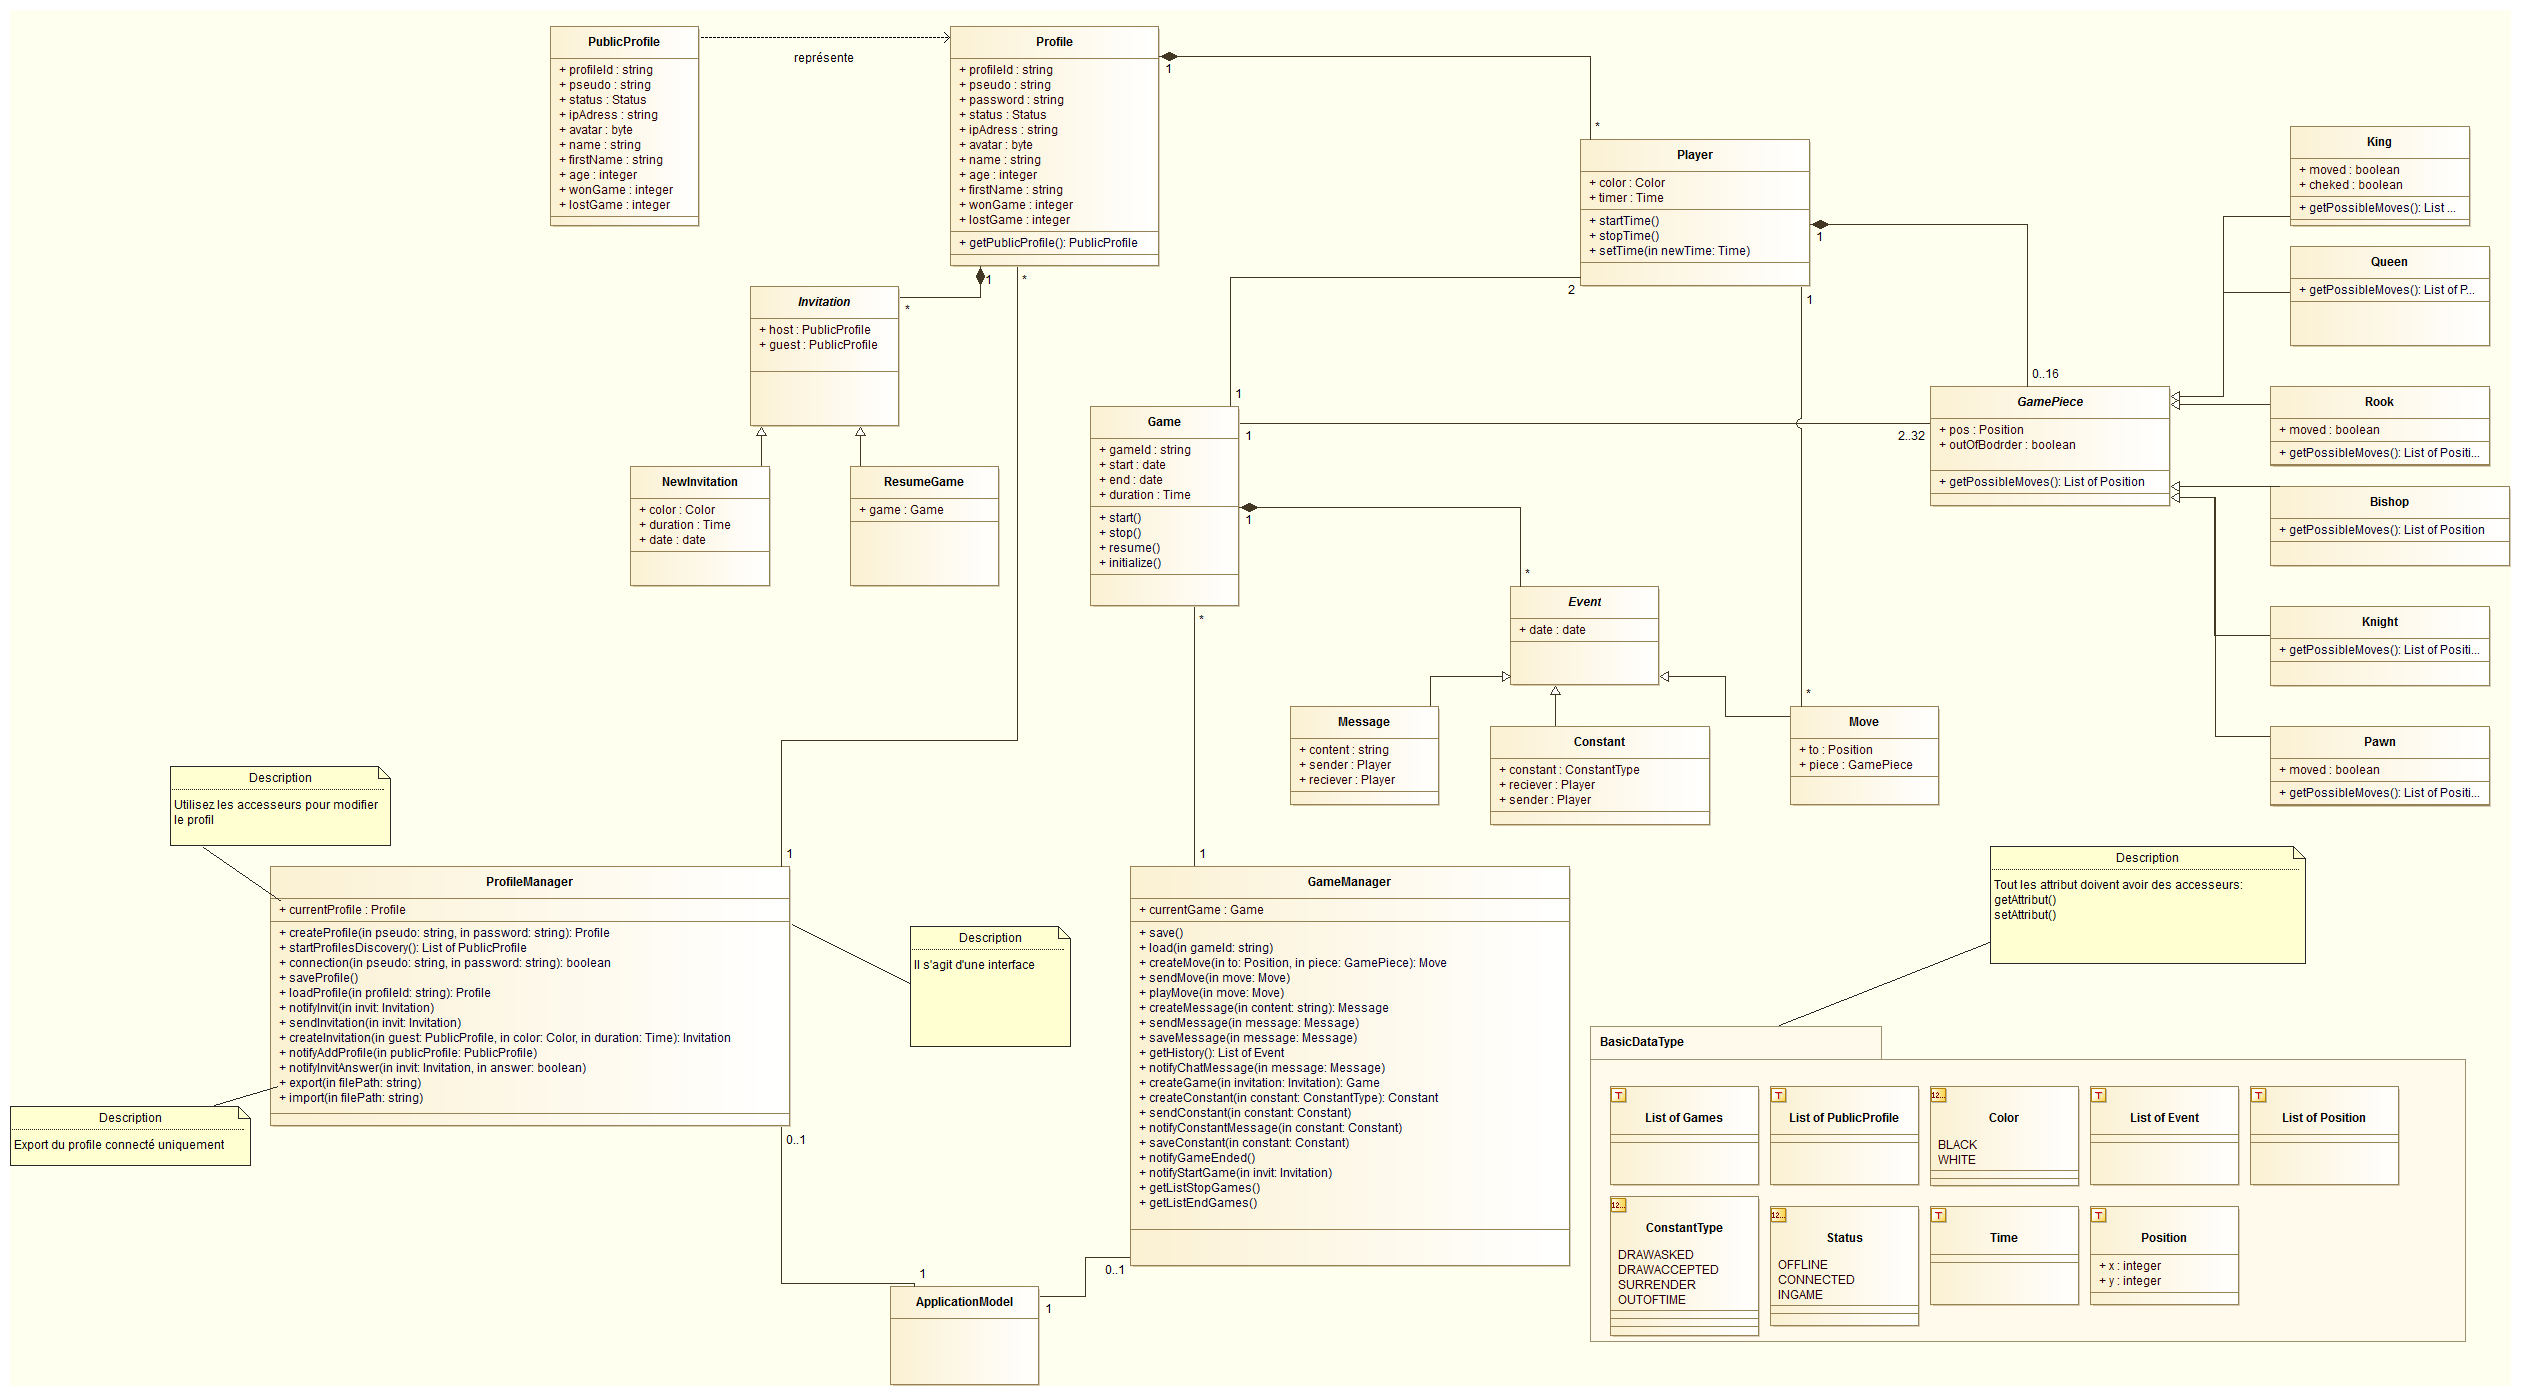 PublicProfile
+ profileId : string
+ pseudo : string
+ status : Status
+ ipAdress : string
+ avatar : byte
+ name : string
+ firstName : string
+ age : integer
+ wonGame : integer
+ lostGame : integer
représente
Profile
+ profileId : string
+ pseudo : string
+ password : string
+ status : Status
+ ipAdress : string
+ avatar : byte
+ name : string
+ age : integer
+ firstName : string
+ wonGame : integer
+ lostGame : integer
+ getPublicProfile(): PublicProfile
1
*
1
*
*
Player
+ color : Color
+ timer : Time
+ startTime()
+ stopTime()
+ setTime(in newTime: Time)
1
2
1
King
+ moved : boolean
+ cheked : boolean
+ getPossibleMoves(): List ...
Queen
+ getPossibleMoves(): List of P...
Invitation
+ host : PublicProfile
+ guest : PublicProfile
NewInvitation
+ color : Color
+ duration : Time
+ date : date
ResumeGame
+ game : Game
1
Game
+ gameId : string
+ start : date
+ end : date
+ duration : Time
+ start()
+ stop()
+ resume()
+ initialize()
1
2..32
1
*
*
0..16
GamePiece
+ pos : Position
+ outOfBodrder : boolean
+ getPossibleMoves(): List of Position
Rook
+ moved : boolean
+ getPossibleMoves(): List of Positi...
Bishop
+ getPossibleMoves(): List of Position
Knight
+ getPossibleMoves(): List of Positi...
Pawn
+ moved : boolean
+ getPossibleMoves(): List of Positi...
Event
+ date : date
Message
+ content : string
+ sender : Player
+ reciever : Player
Constant
+ constant : ConstantType
+ reciever : Player
+ sender : Player
*
Move
+ to : Position
+ piece : GamePiece
Description
Utilisez les accesseurs pour modifier
le profil
1
ProfileManager
+ currentProfile : Profile
+ createProfile(in pseudo: string, in password: string): Profile
+ startProfilesDiscovery(): List of PublicProfile
+ connection(in pseudo: string, in password: string): boolean
+ saveProfile()
+ loadProfile(in profileId: string): Profile
+ notifyInvit(in invit: Invitation)
+ sendInvitation(in invit: Invitation)
+ createInvitation(in guest: PublicProfile, in color: Color, in duration: Time): Invitation
+ notifyAddProfile(in publicProfile: PublicProfile)
+ notifyInvitAnswer(in invit: Invitation, in answer: boolean)
+ export(in filePath: string)
+ import(in filePath: string)
0..1
Description
Export du profile connecté uniquement
Description
Il s'agit d'une interface
1
GameManager
+ currentGame : Game
+ save()
+ load(in gameId: string)
+ createMove(in to: Position, in piece: GamePiece): Move
+ sendMove(in move: Move)
+ playMove(in move: Move)
+ createMessage(in content: string): Message
+ sendMessage(in message: Message)
+ saveMessage(in message: Message)
+ getHistory(): List of Event
+ notifyChatMessage(in message: Message)
+ createGame(in invitation: Invitation): Game
+ createConstant(in constant: ConstantType): Constant
+ sendConstant(in constant: Constant)
+ notifyConstantMessage(in constant: Constant)
+ saveConstant(in constant: Constant)
+ notifyGameEnded()
+ notifyStartGame(in invit: Invitation)
+ getListStopGames()
+ getListEndGames()
0..1
1
1
ApplicationModel
Description
Tout les attribut doivent avoir des accesseurs:
getAttribut()
setAttribut()
BasicDataType
T
List of Games
T
List of PublicProfile
12...
Color
BLACK
WHITE
T
List of Event
T
List of Position
12...
ConstantType
DRAWASKED
DRAWACCEPTED
SURRENDER
OUTOFTIME
12...
Status
OFFLINE
CONNECTED
INGAME
T
Time
T
Position
+ x : integer
+ y : integer